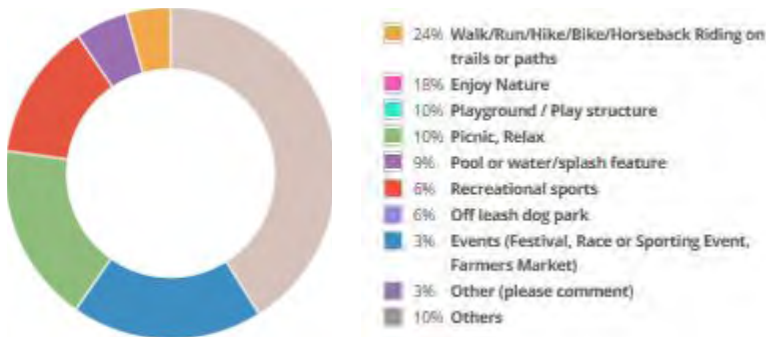 24% Walk/Run/Hike/Bike/Horseback Riding on
trails or paths
18% Enjoy Nature
10% Playground / Play structure
10% Picnic, Relax
9% Pool or water/splash feature
6% Recreational sports
6% Off leash dog park
3% Events (Festival, Race or Sporting Event,
Farmers Market)
3% Other (please comment)
10% Others